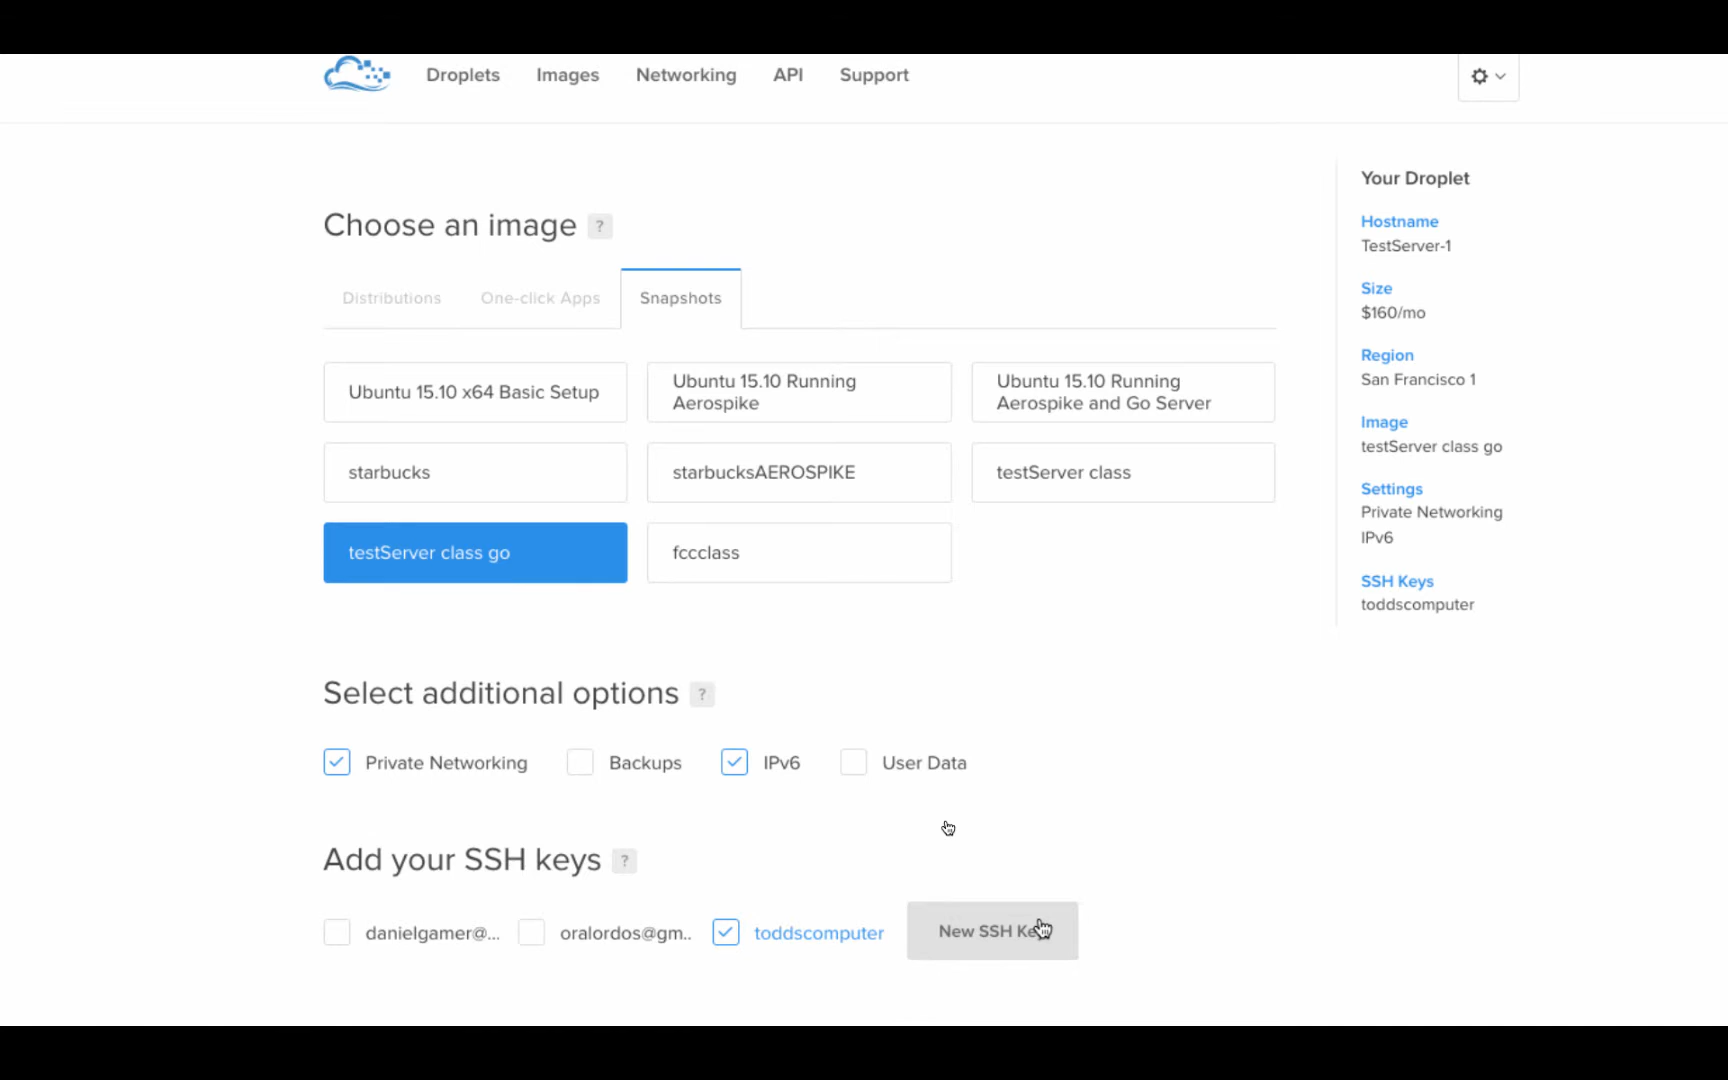 Droplets Images Networking API Support
Choose an image ?
Distributions One-click Apps Snapshots
Ubuntu 15.10 x64 Basic Setup
Ubuntu 15.10 Running
Aerospike
Ubuntu 15.10 Running
Aerospike and Go Server
starbucks
starbucksAEROSPIKE
testServer class
testServer class go
fccclass
Select additional options ?
Private Networking Backups IPv6 User Data
Add your SSH keys ?
danielgamer@... oralordos@gm.. toddscomputer New SSH
Your Droplet
Hostname
TestServer-1
Size
$160/mo
Region
San Francisco 1
Image
testServer class go
Settings
Private Networking
IPv6
SSH Keys
toddscomputer